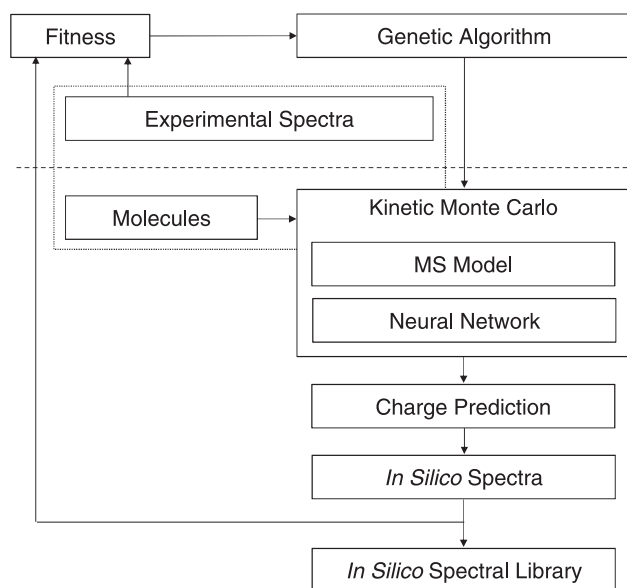 Fitness
Genetic Algorithm
Experimental Spectra
Molecules
Kinetic Monte Carlo
MS Model
Neural Network
Charge Prediction
In Silico Spectra
In Silico Spectral Library